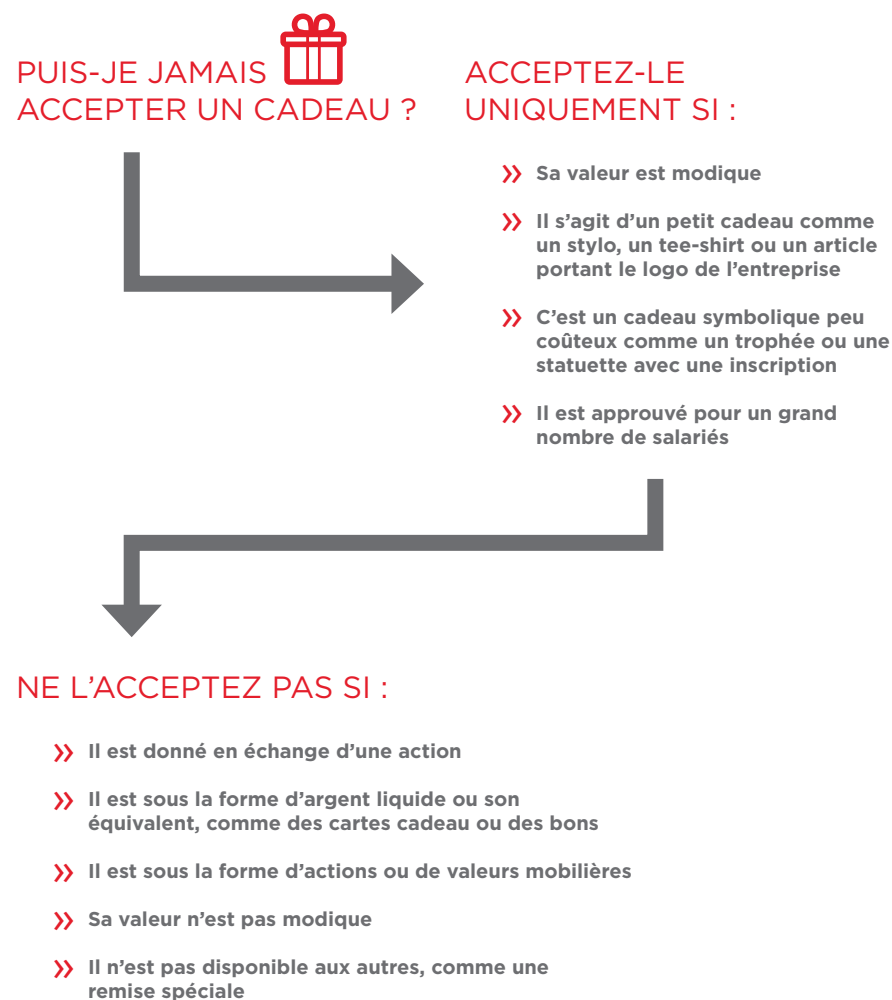 PUIS-JE JAMAIS
ACCEPTER UN CADEAU ?
ACCEPTEZ-LE
UNIQUEMENT SI :
Sa valeur est modique
Il s’agit d’un petit cadeau comme
un stylo, un tee-shirt ou un article
portant le logo de l’entreprise
C’est un cadeau symbolique peu
coûteux comme un trophée ou une
statuette avec une inscription
Il est approuvé pour un grand
nombre de salariés
NE L’ACCEPTEZ PAS SI :
Il est donné en échange d’une action
Il est sous la forme d’argent liquide ou son
équivalent, comme des cartes cadeau ou des bons
Il est sous la forme d’actions ou de valeurs mobilières
Sa valeur n’est pas modique
Il n’est pas disponible aux autres, comme une
remise spéciale